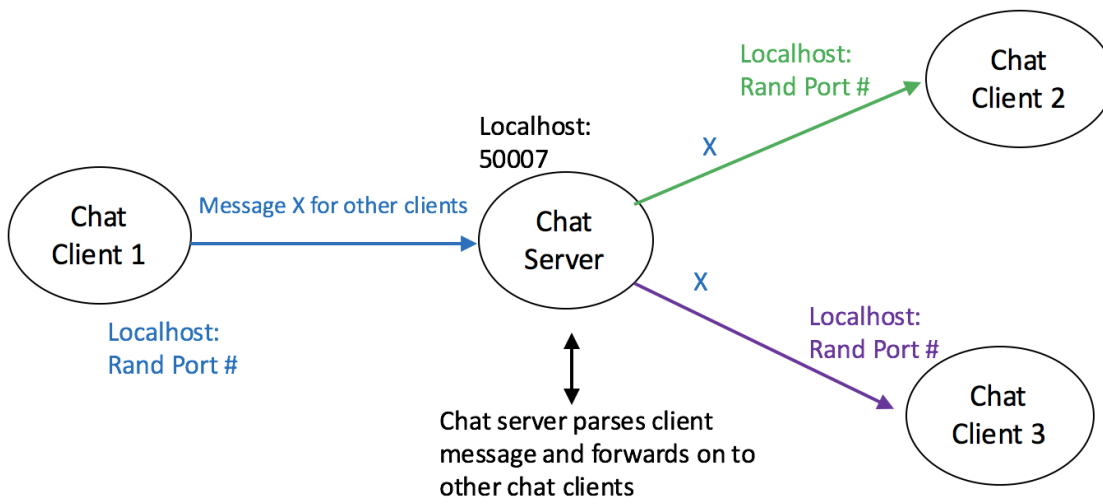 Chat
Client 1
Localhost:
Rand Port #
Message X for other clients
Localhost:
50007
Chat
Server
Chat server parses client
message and forwards on to
other chat clients
X
Localhost:
Rand Port #
Chat
Client 2
X
Localhost:
Rand Port #
Chat
Client 3